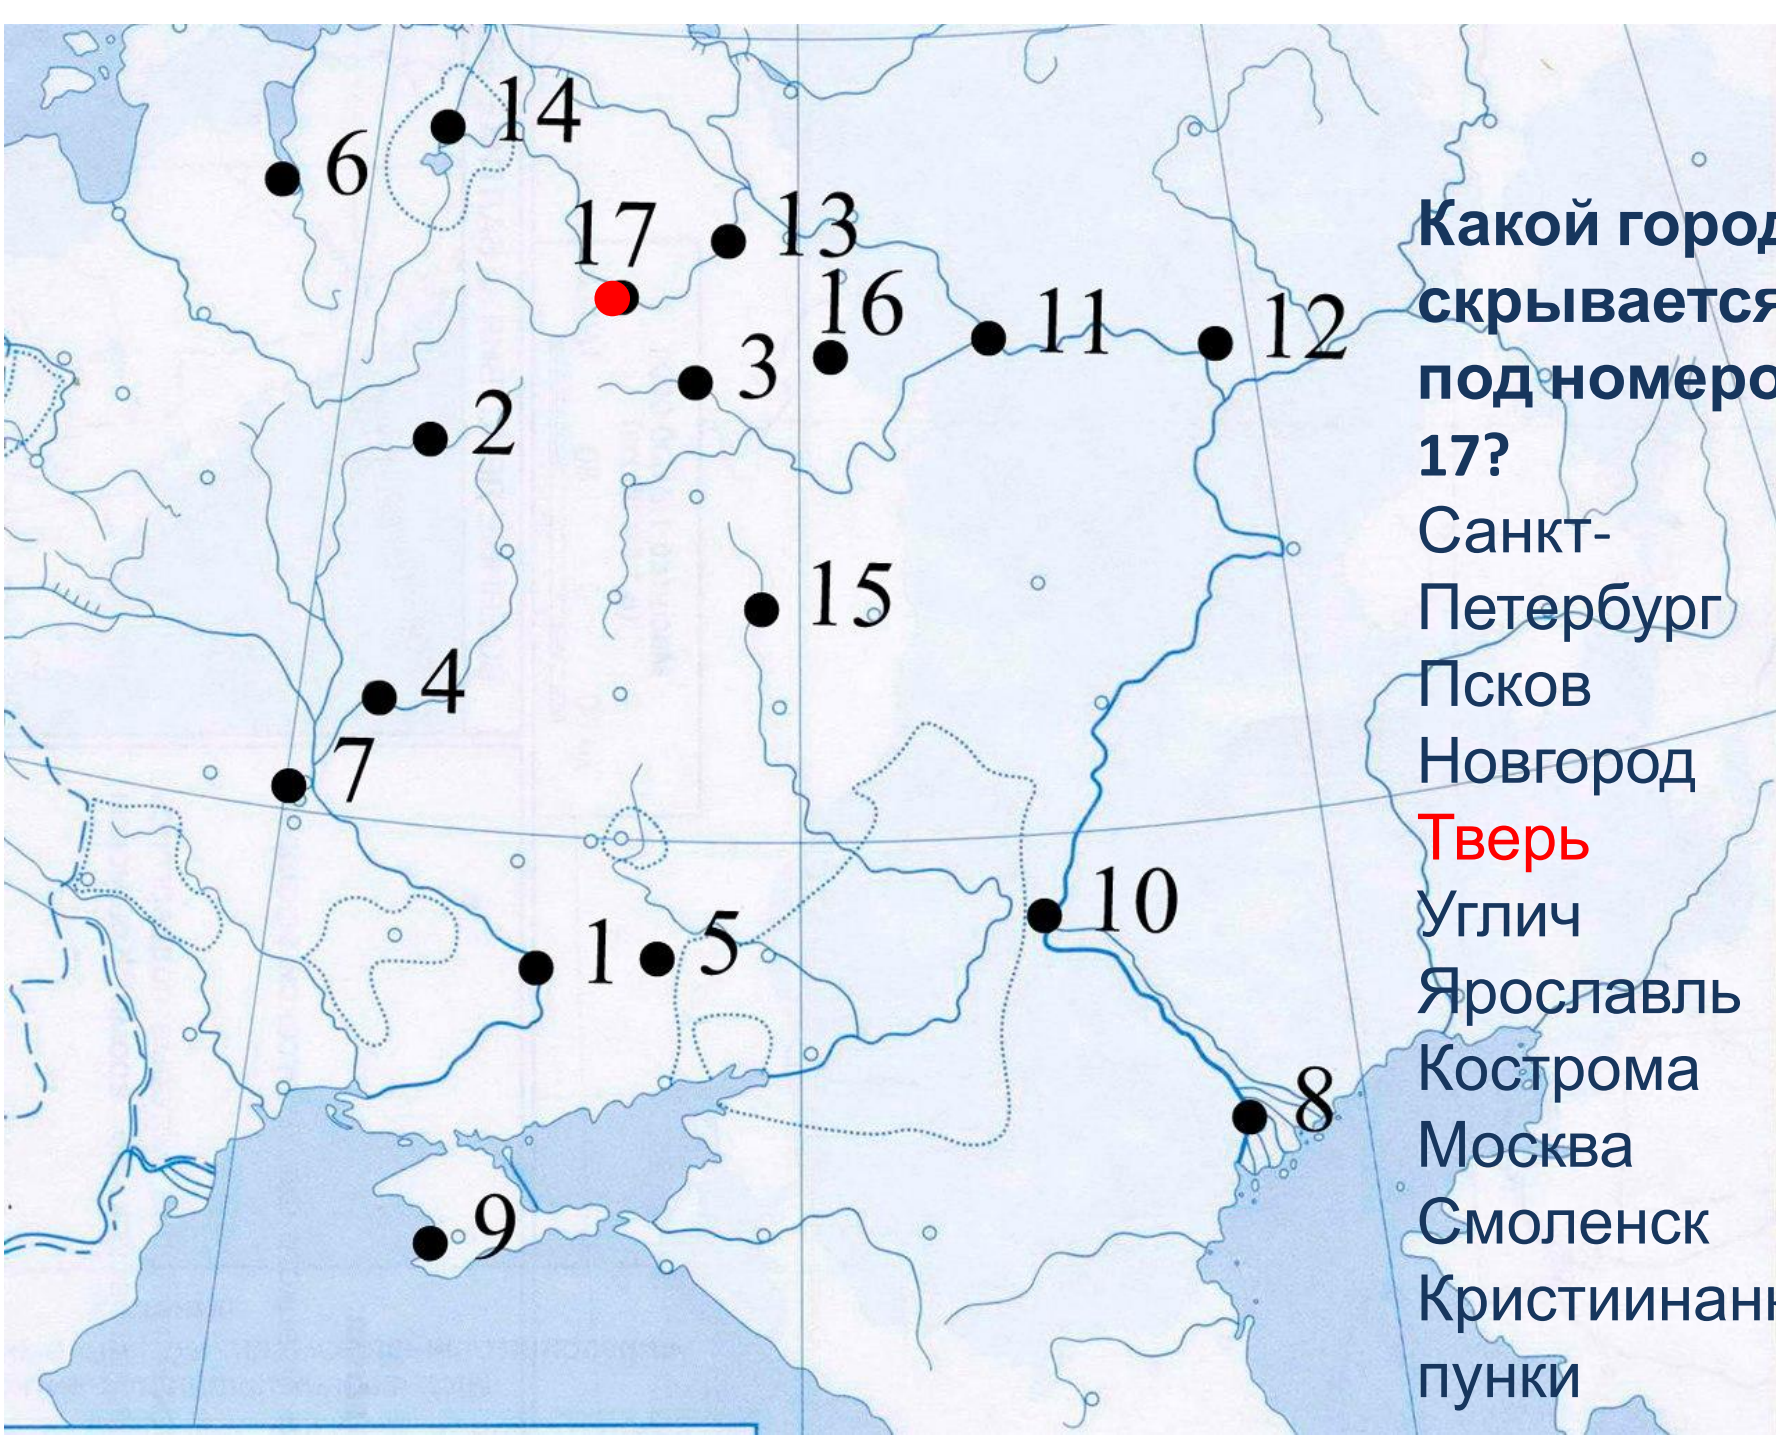 14
6
17
13
16
11
12
3
2
15
4
7
10
1
5
8
9
Какой город
скрывается
под номеро
17?
Санкт-
Петербург
Псков
Новгород
Тверь
Углич
Ярославль
Кострома
Москва
Смоленск
Кристиинан
пунки